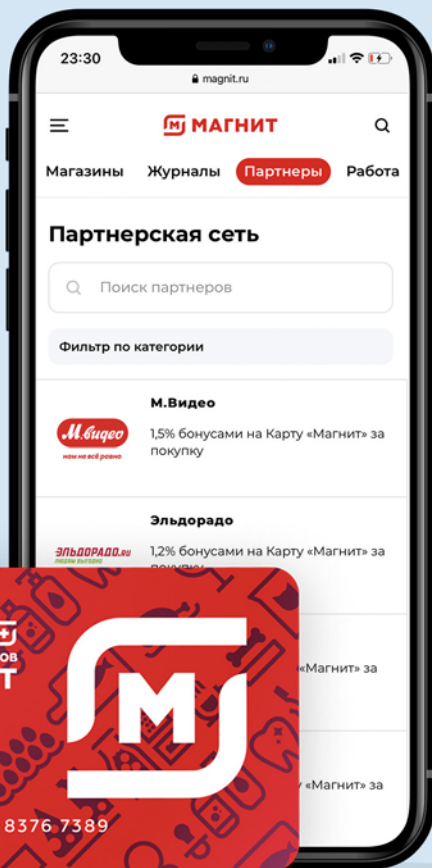 23:30
magnit.ru
МАГНИТ
Магазины Журналы Партнеры Работа
Партнерская сеть
Поиск партнеров
Фильтр по категории
М.Видео
М.видео
нам не всё равно
1,5% бонусами на Карту «Магнит» за
покупку
Эльдорадо
ЭЛЬДОРАДО.RU
1,2% бонусами на Карту «Магнит» за
покупку
«Магнит» за
«Магнит» за
ОВ
Т
М
8376 7389